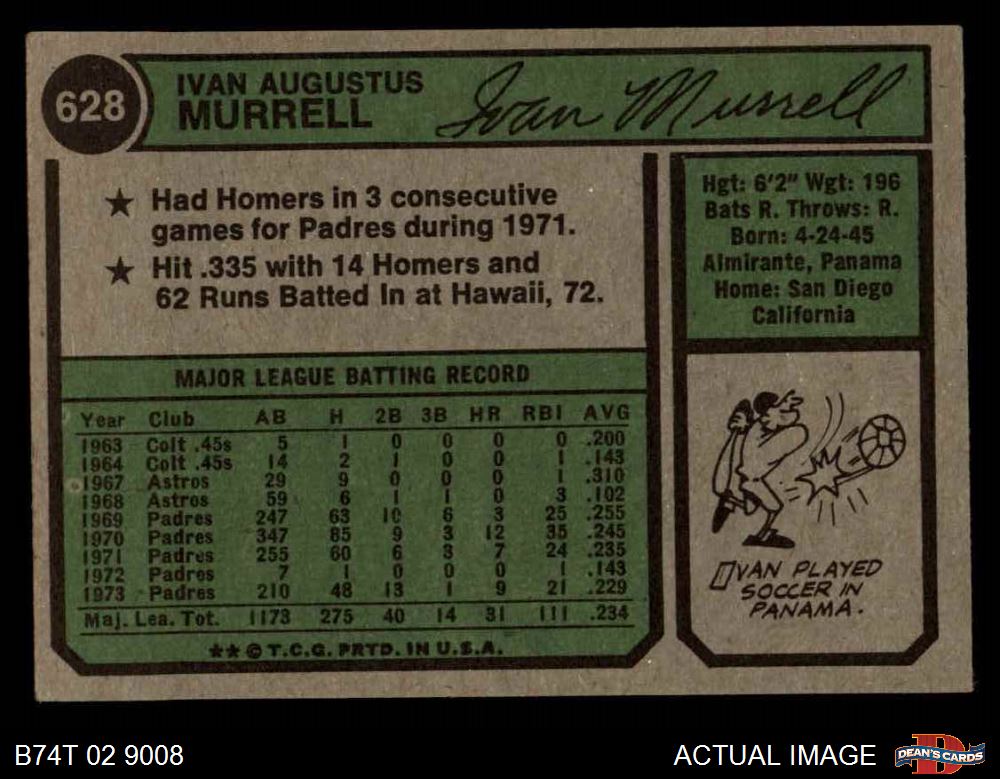 628
IVAN AUGUSTUS
MURRELL
Ivan Murrell
★ Had Homers in 3 consecutive
games for Padres during 1971.
★ Hit .335 with 14 Homers and
62 Runs Batted In at Hawaii, 72.
Hgt: 6'2" Wgt: 196
Bats R. Throws: R.
Born: 4-24-45
Almirante, Panama
Home: San Diego
California
MAJOR LEAGUE BATTING RECORD
Year Club AB H 2B 3B HR RBI AVG
1963 Colt .45s 5 1 0 0 0 0 .200
1964 Colt .45s 14 2 1 0 0 1 .143
1967 Astros 29 9 0 0 0 1 .310
1968 Astros 59 6 1 1 0 3 .102
1969 Padres 247 63 10 6 3 25 .255
1970 Padres 347 85 9 3 12 35 .245
1971 Padres 255 60 6 3 7 24 .235
1972 Padres 7 1 0 0 0 1 .143
1973 Padres 210 48 13 1 9 21 .229
Maj. Lea. Tot. 1173 275 40 14 31 111 .234
★★ © T.C.G. PRTD. IN U.S.A.
IVAN PLAYED
SOCCER IN
PANAMA.
B74T 02 9008
ACTUAL IMAGE
DEAN'S CARDS